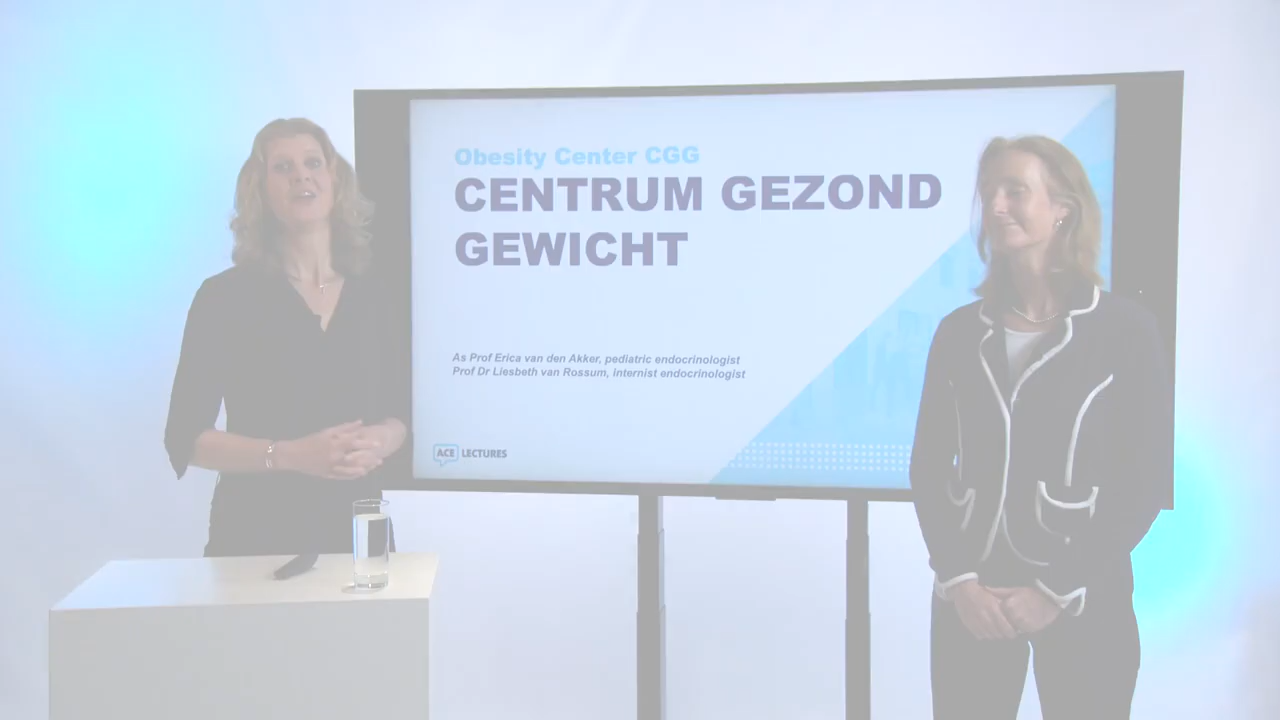 Obesity Center CGG
CENTRUM GEZOND
GEWICHT
As Prof Erica van den Akker, pediatric endocrinologist
Prof Dr Liesbeth van Rossum, internist endocrinologist
ACE LECTURES